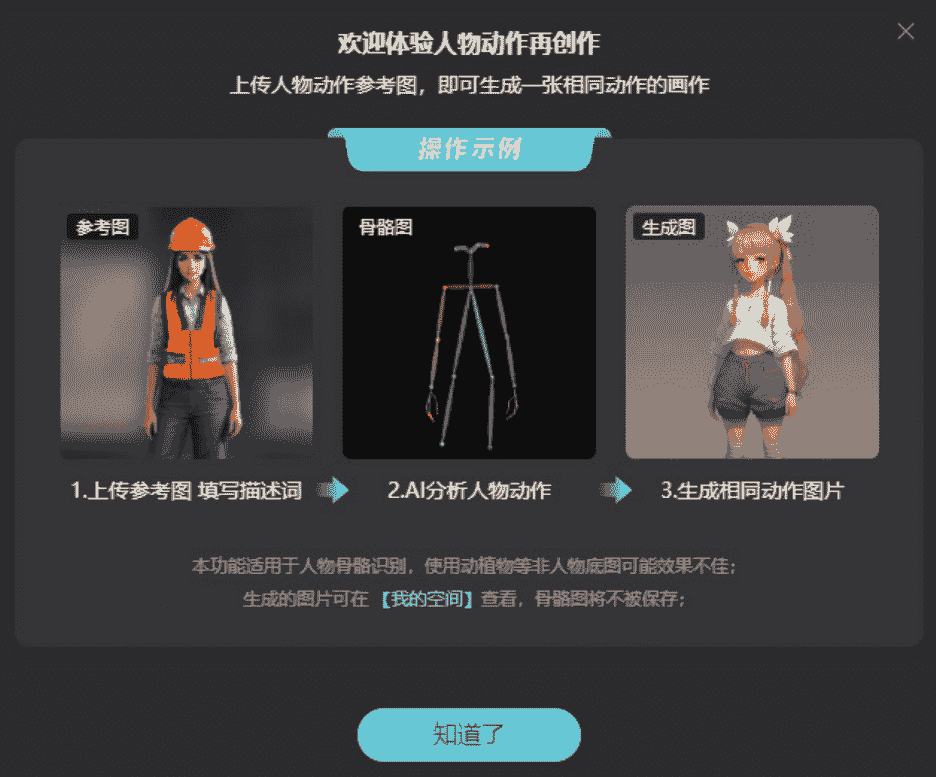 欢迎体验人物动作再创作
上传人物动作参考图，即可生成一张相同动作的画作
操作示例
参考图
骨骼图
生成图
1.上传参考图 填写描述词
2.AI分析人物动作
3.生成相同动作图片
本功能适用于人物骨骼识别，使用动植物等非人物底图可能效果不佳；
生成的图片可在【我的空间】查看，骨骼图将不被保存；
知道了